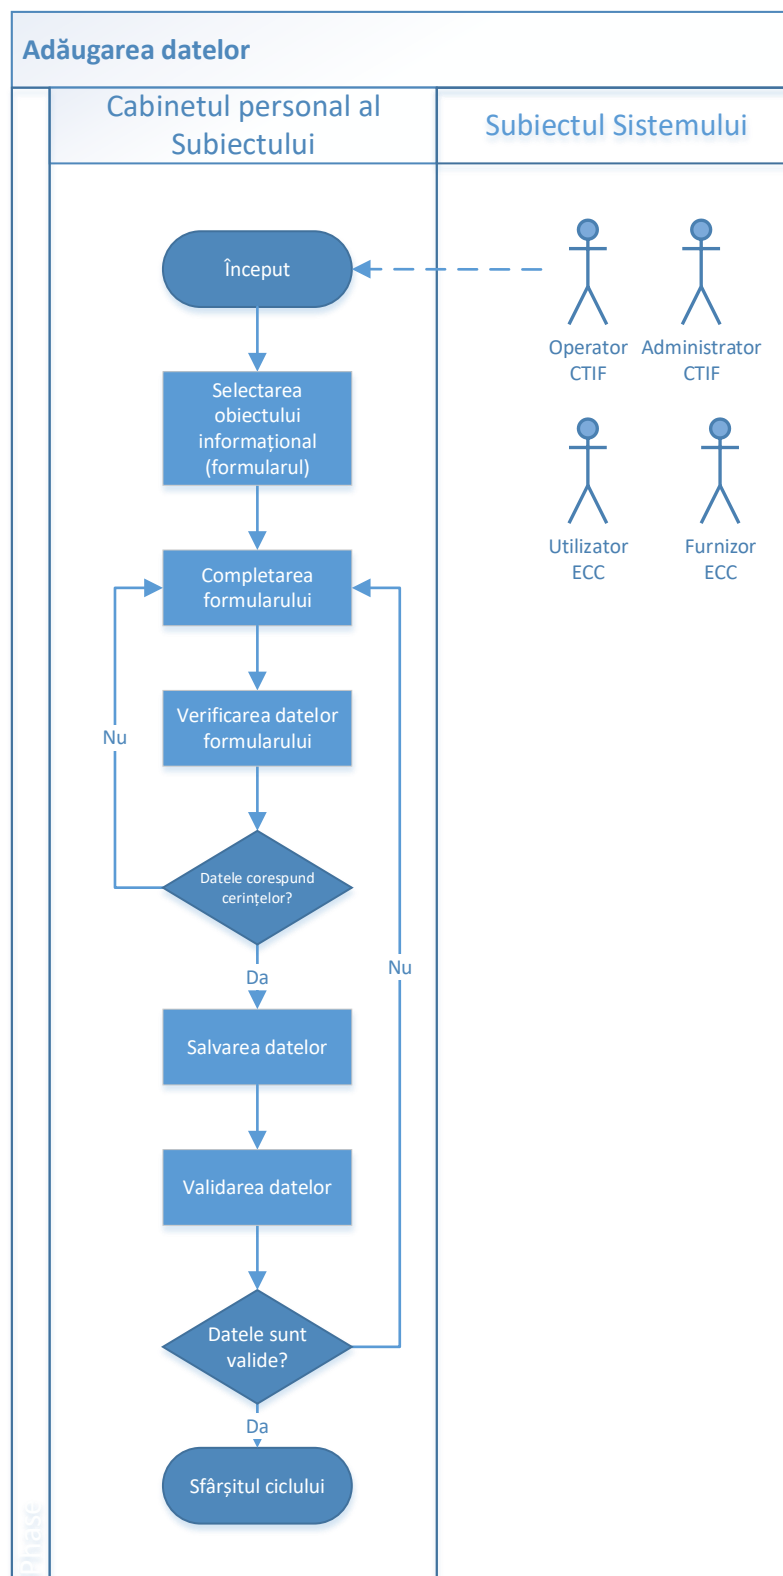 Adăugarea datelor
Cabinetul personal al
Subiectului
Subiectul Sistemului
Început
Operator
CTIF
Administrator
CTIF
Selectarea
obiectului
informațional
(formularul)
Utilizator
ECC
Furnizor
ECC
Completarea
formularului
Verificarea datelor
formularului
Nu
Datele corespund
cerințelor?
Da
Nu
Salvarea datelor
Validarea datelor
Datele sunt
valide?
Da
Sfârșitul ciclului
Phase